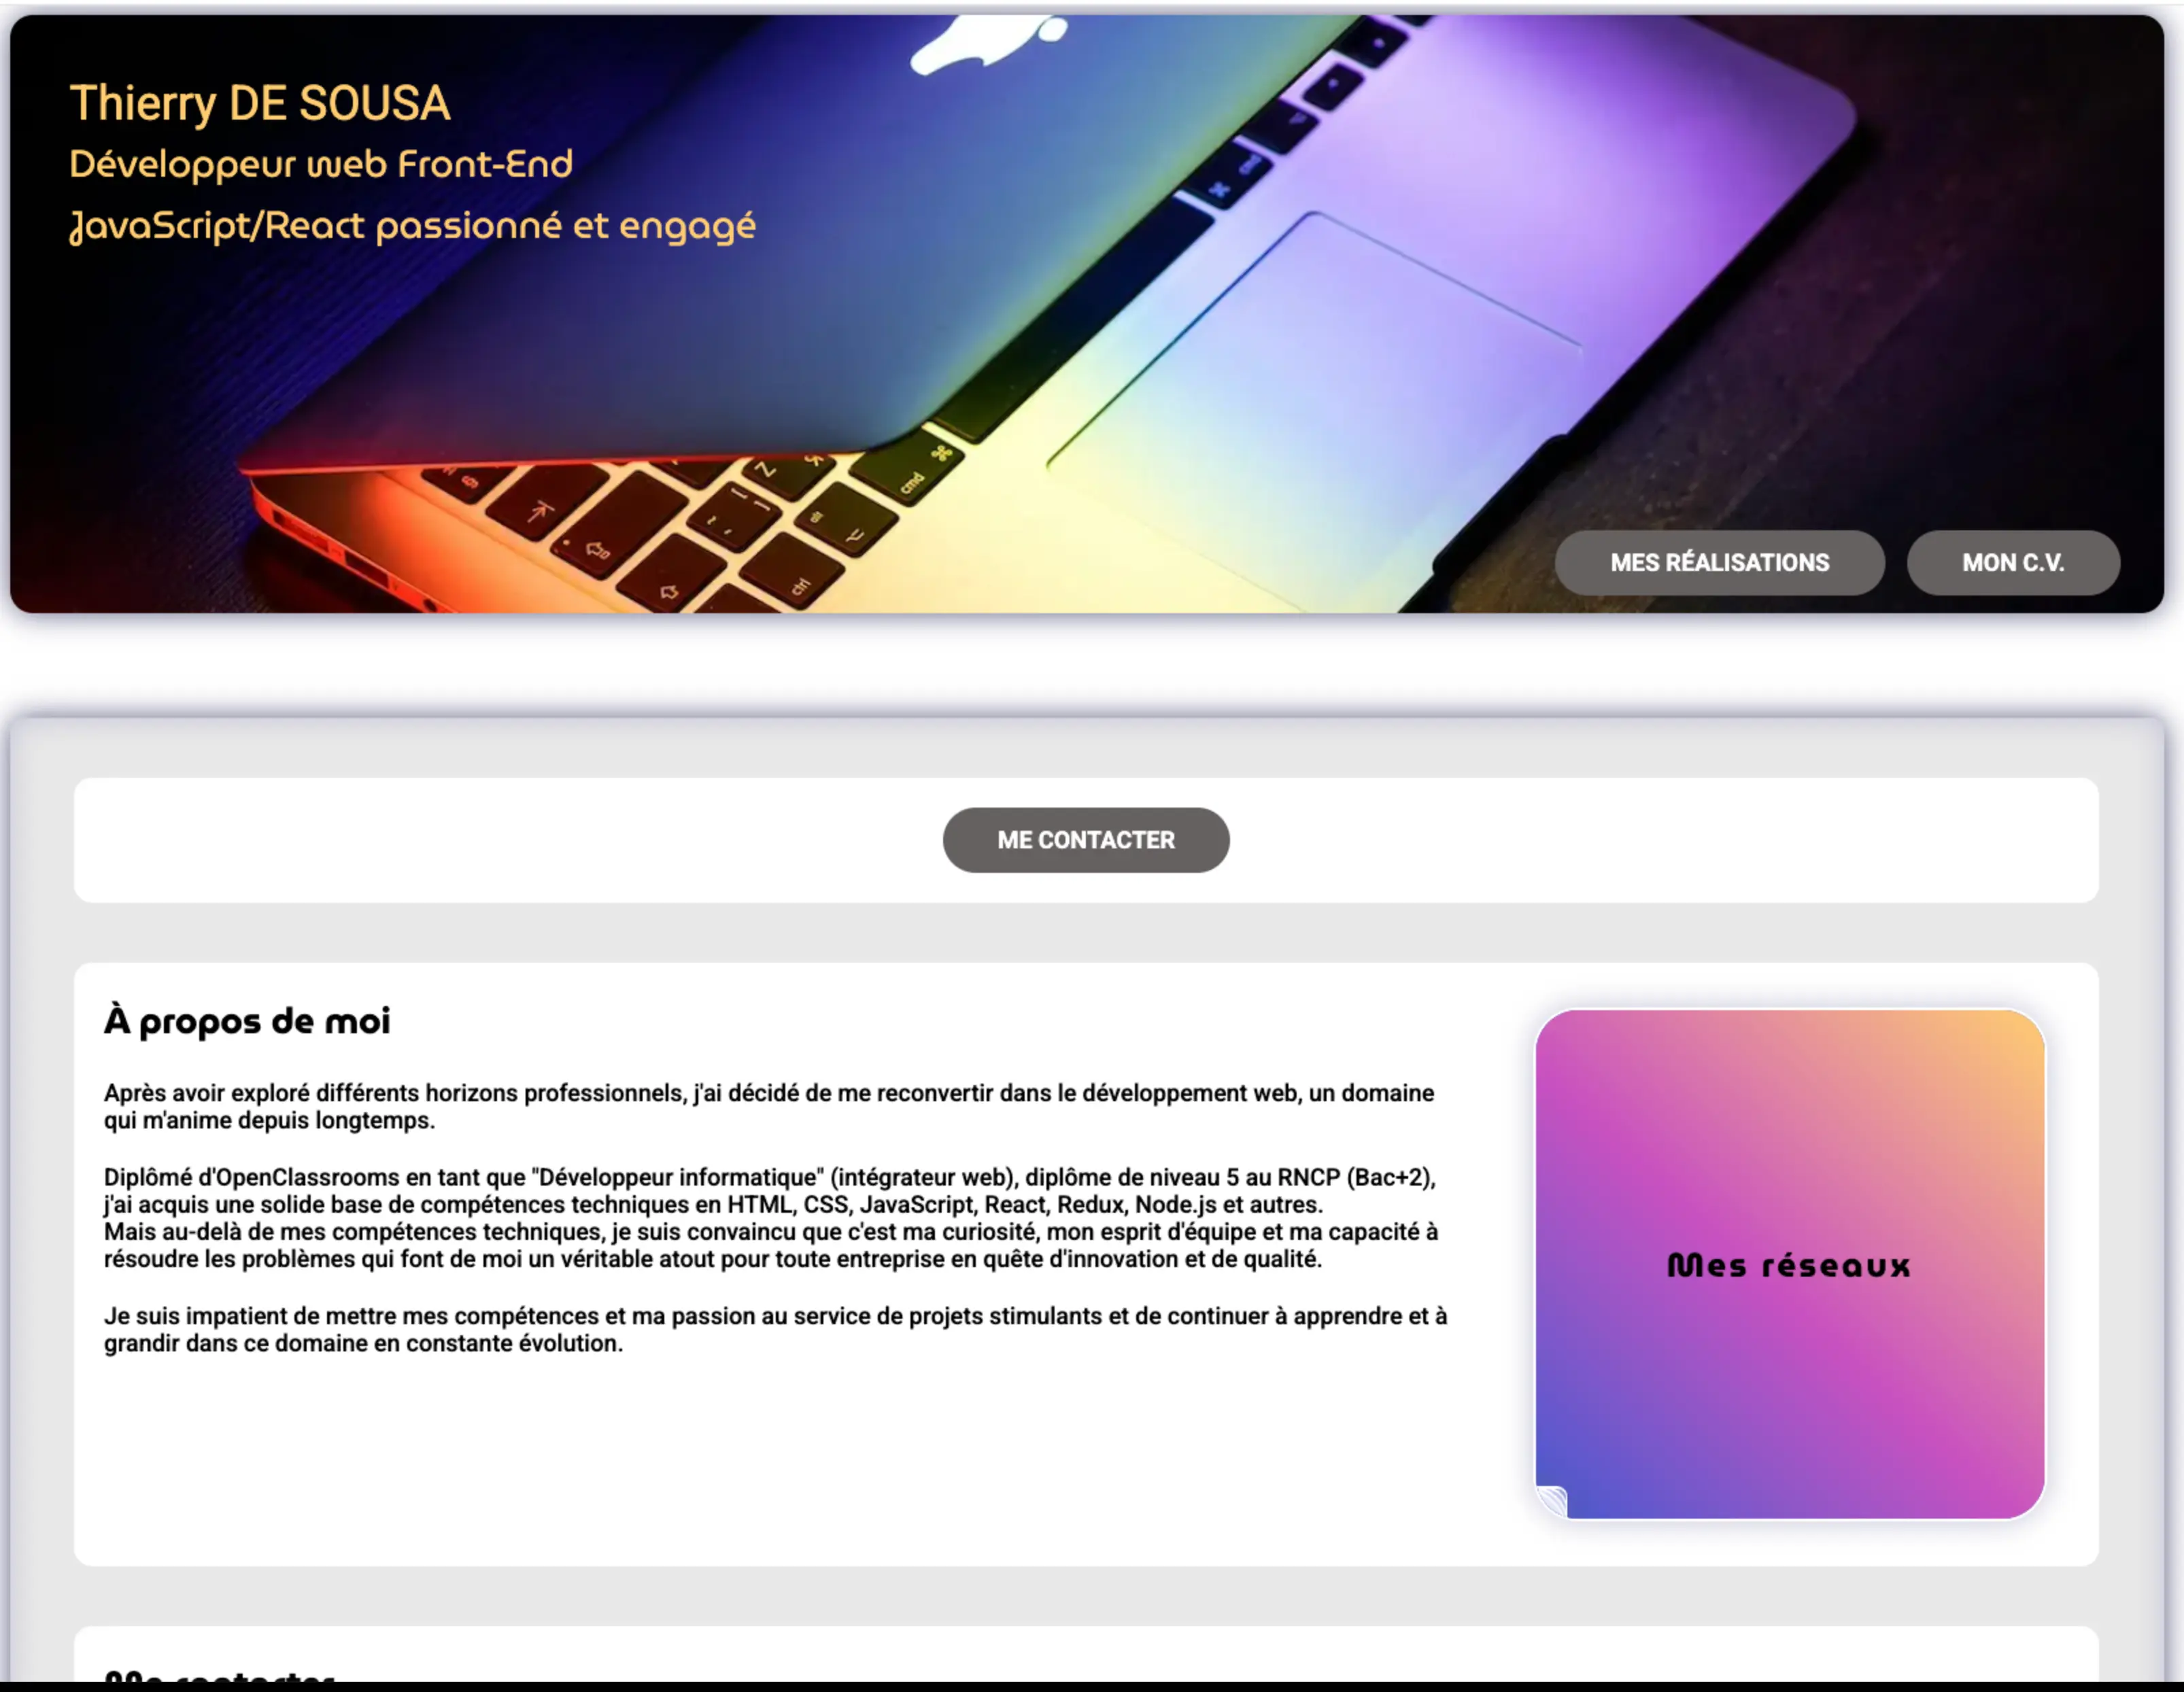 Thierry DE SOUSA
Développeur web Front-End
JavaScript/React passionné et engagé
cmd
cmd
Z
alt
ctrl
MES RÉALISATIONS
MON C.V.
ME CONTACTER
À propos de moi
Après avoir exploré différents horizons professionnels, j'ai décidé de me reconvertir dans le développement web, un domaine
qui m'anime depuis longtemps.
Diplômé d'OpenClassrooms en tant que "Développeur informatique" (intégrateur web), diplôme de niveau 5 au RNCP (Bac+2),
j'ai acquis une solide base de compétences techniques en HTML, CSS, JavaScript, React, Redux, Node.js et autres.
Mais au-delà de mes compétences techniques, je suis convaincu que c'est ma curiosité, mon esprit d'équipe et ma capacité à
résoudre les problèmes qui font de moi un véritable atout pour toute entreprise en quête d'innovation et de qualité.
Je suis impatient de mettre mes compétences et ma passion au service de projets stimulants et de continuer à apprendre et à
grandir dans ce domaine en constante évolution.
Mes réseaux
Me contacter